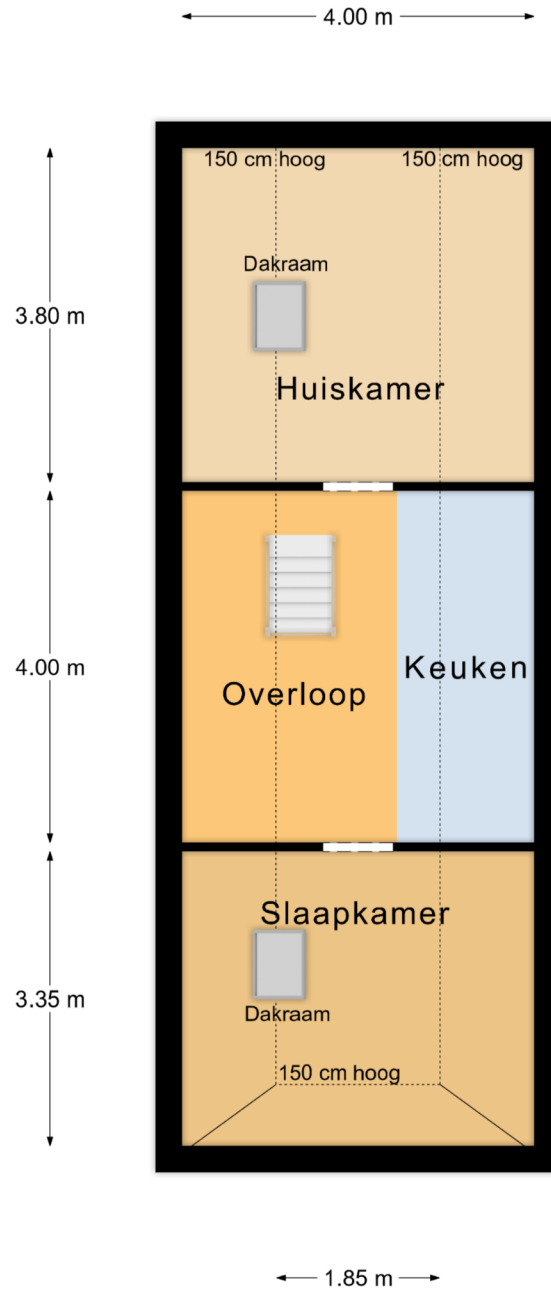 4.00 m
150 cm hoog
150 cm hoog
Dakraam
3.80 m
Huiskamer
4.00 m
Keuken
Overloop
Slaapkamer
3.35 m
Dakraam
150 cm hoog
1.85 m